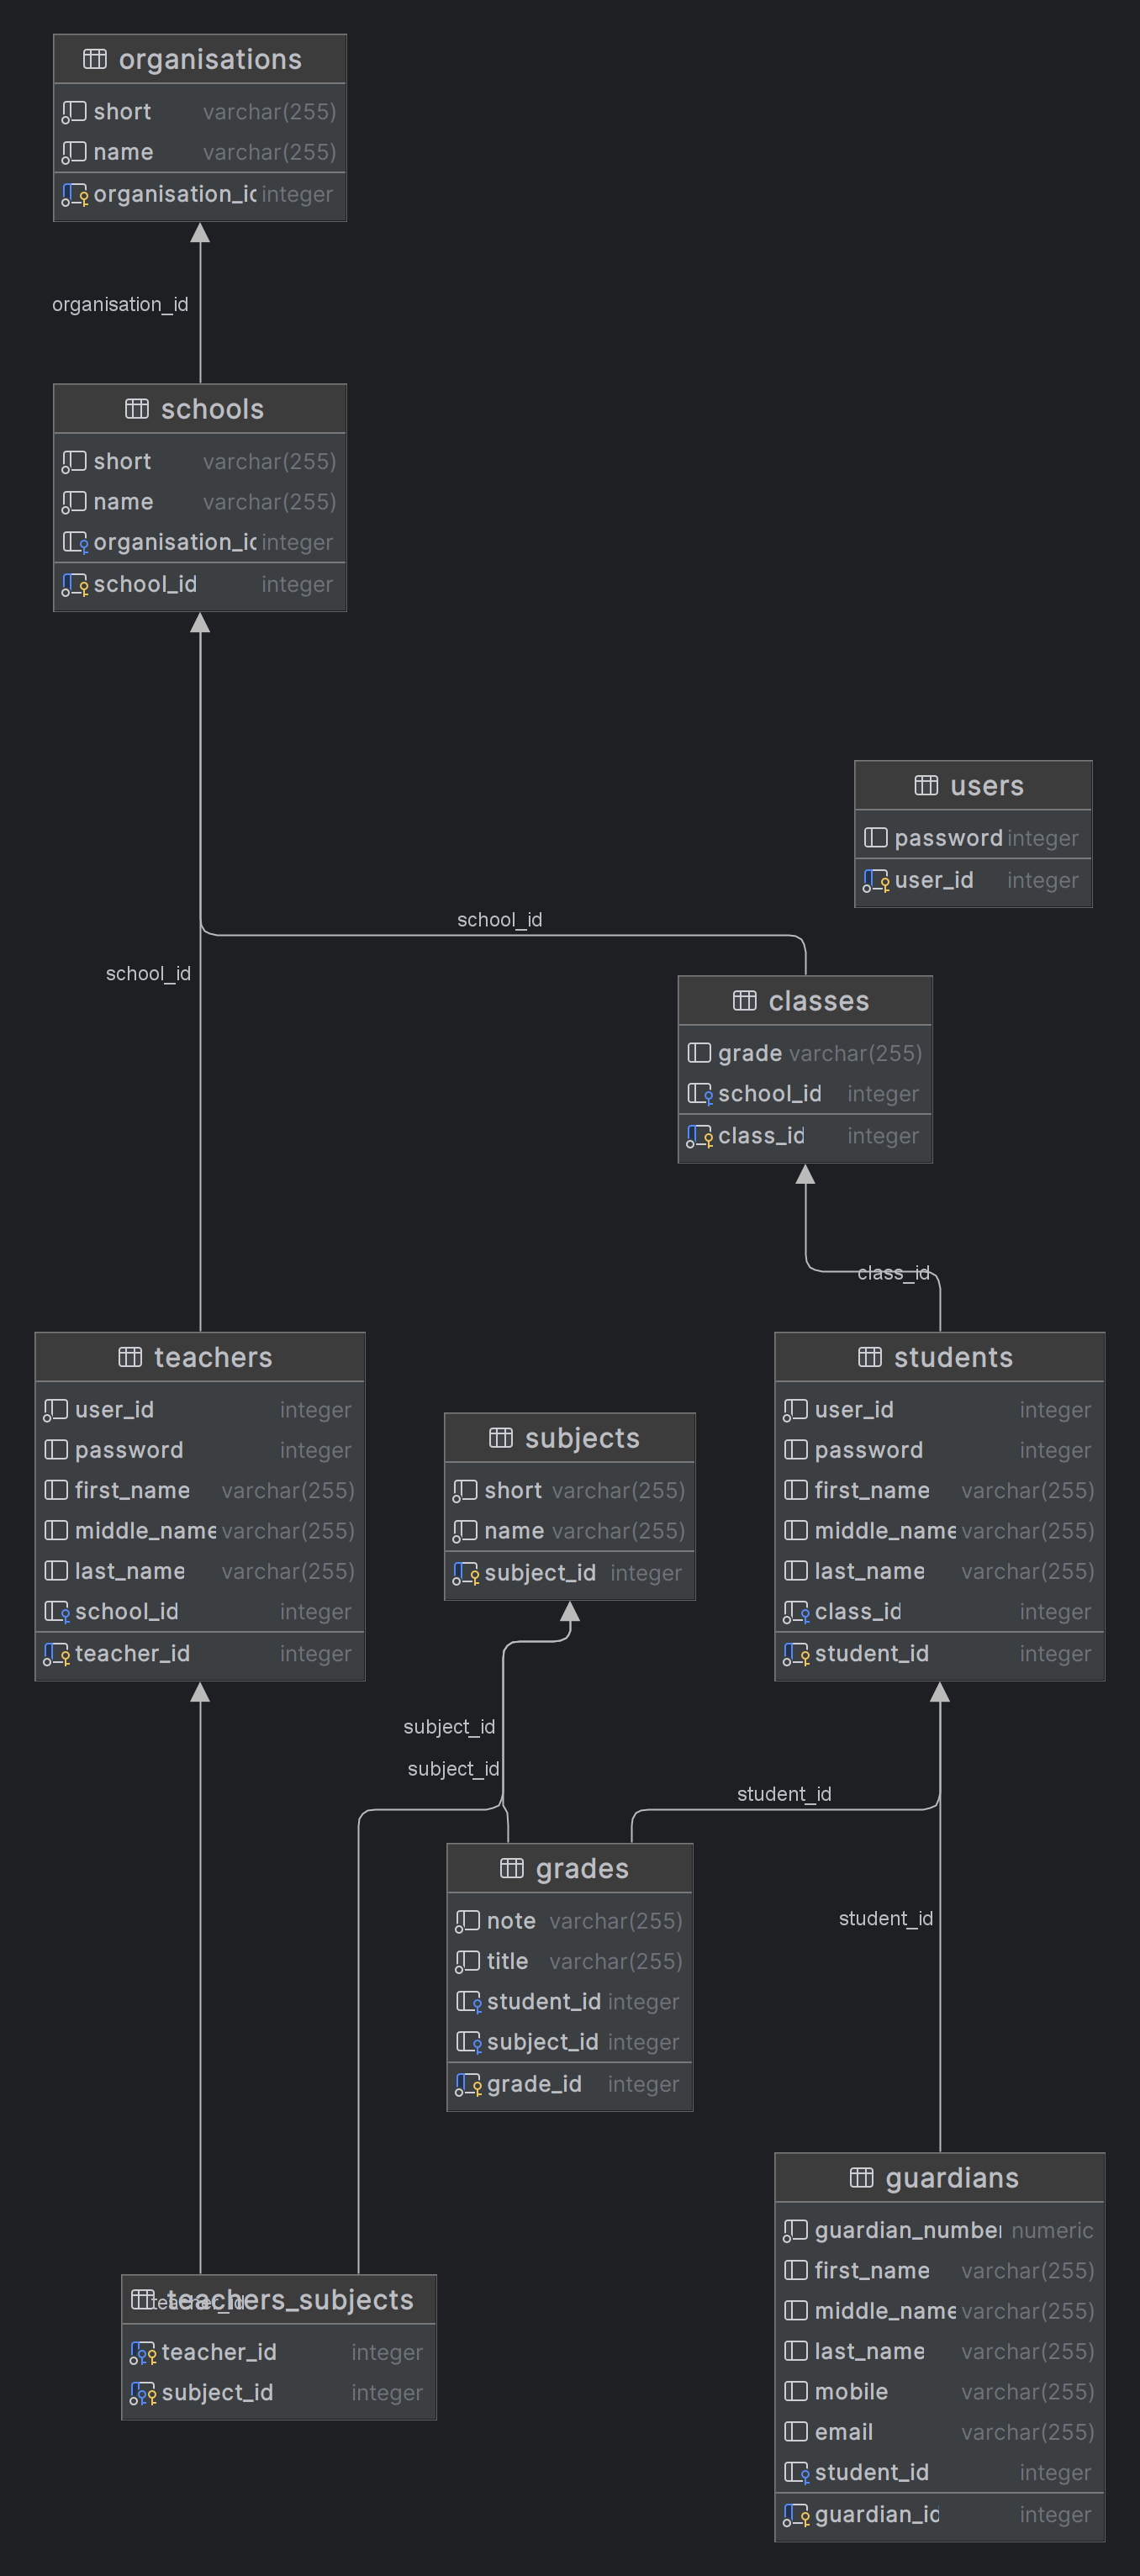 organisations
short varchar(255)
name varchar(255)
organisation_id integer
organisation_id
schools
short varchar(255)
name varchar(255)
organisation_id integer
school_id integer
users
password integer
user_id integer
school_id
school_id
classes
grade varchar(255)
school_id integer
class_id integer
class_id
teachers
user_id integer
password integer
first_name varchar(255)
middle_name varchar(255)
last_name varchar(255)
school_id integer
teacher_id integer
subjects
short varchar(255)
name varchar(255)
subject_id integer
students
user_id integer
password integer
first_name varchar(255)
middle_name varchar(255)
last_name varchar(255)
class_id integer
student_id integer
subject_id
subject_id
student_id
grades
note varchar(255)
title varchar(255)
student_id integer
subject_id integer
grade_id integer
student_id
guardians
guardian_number numeric
first_name varchar(255)
middle_name varchar(255)
last_name varchar(255)
mobile varchar(255)
email varchar(255)
student_id integer
guardian_id integer
teachers_subjects
teacher_id
teacher_id integer
subject_id integer